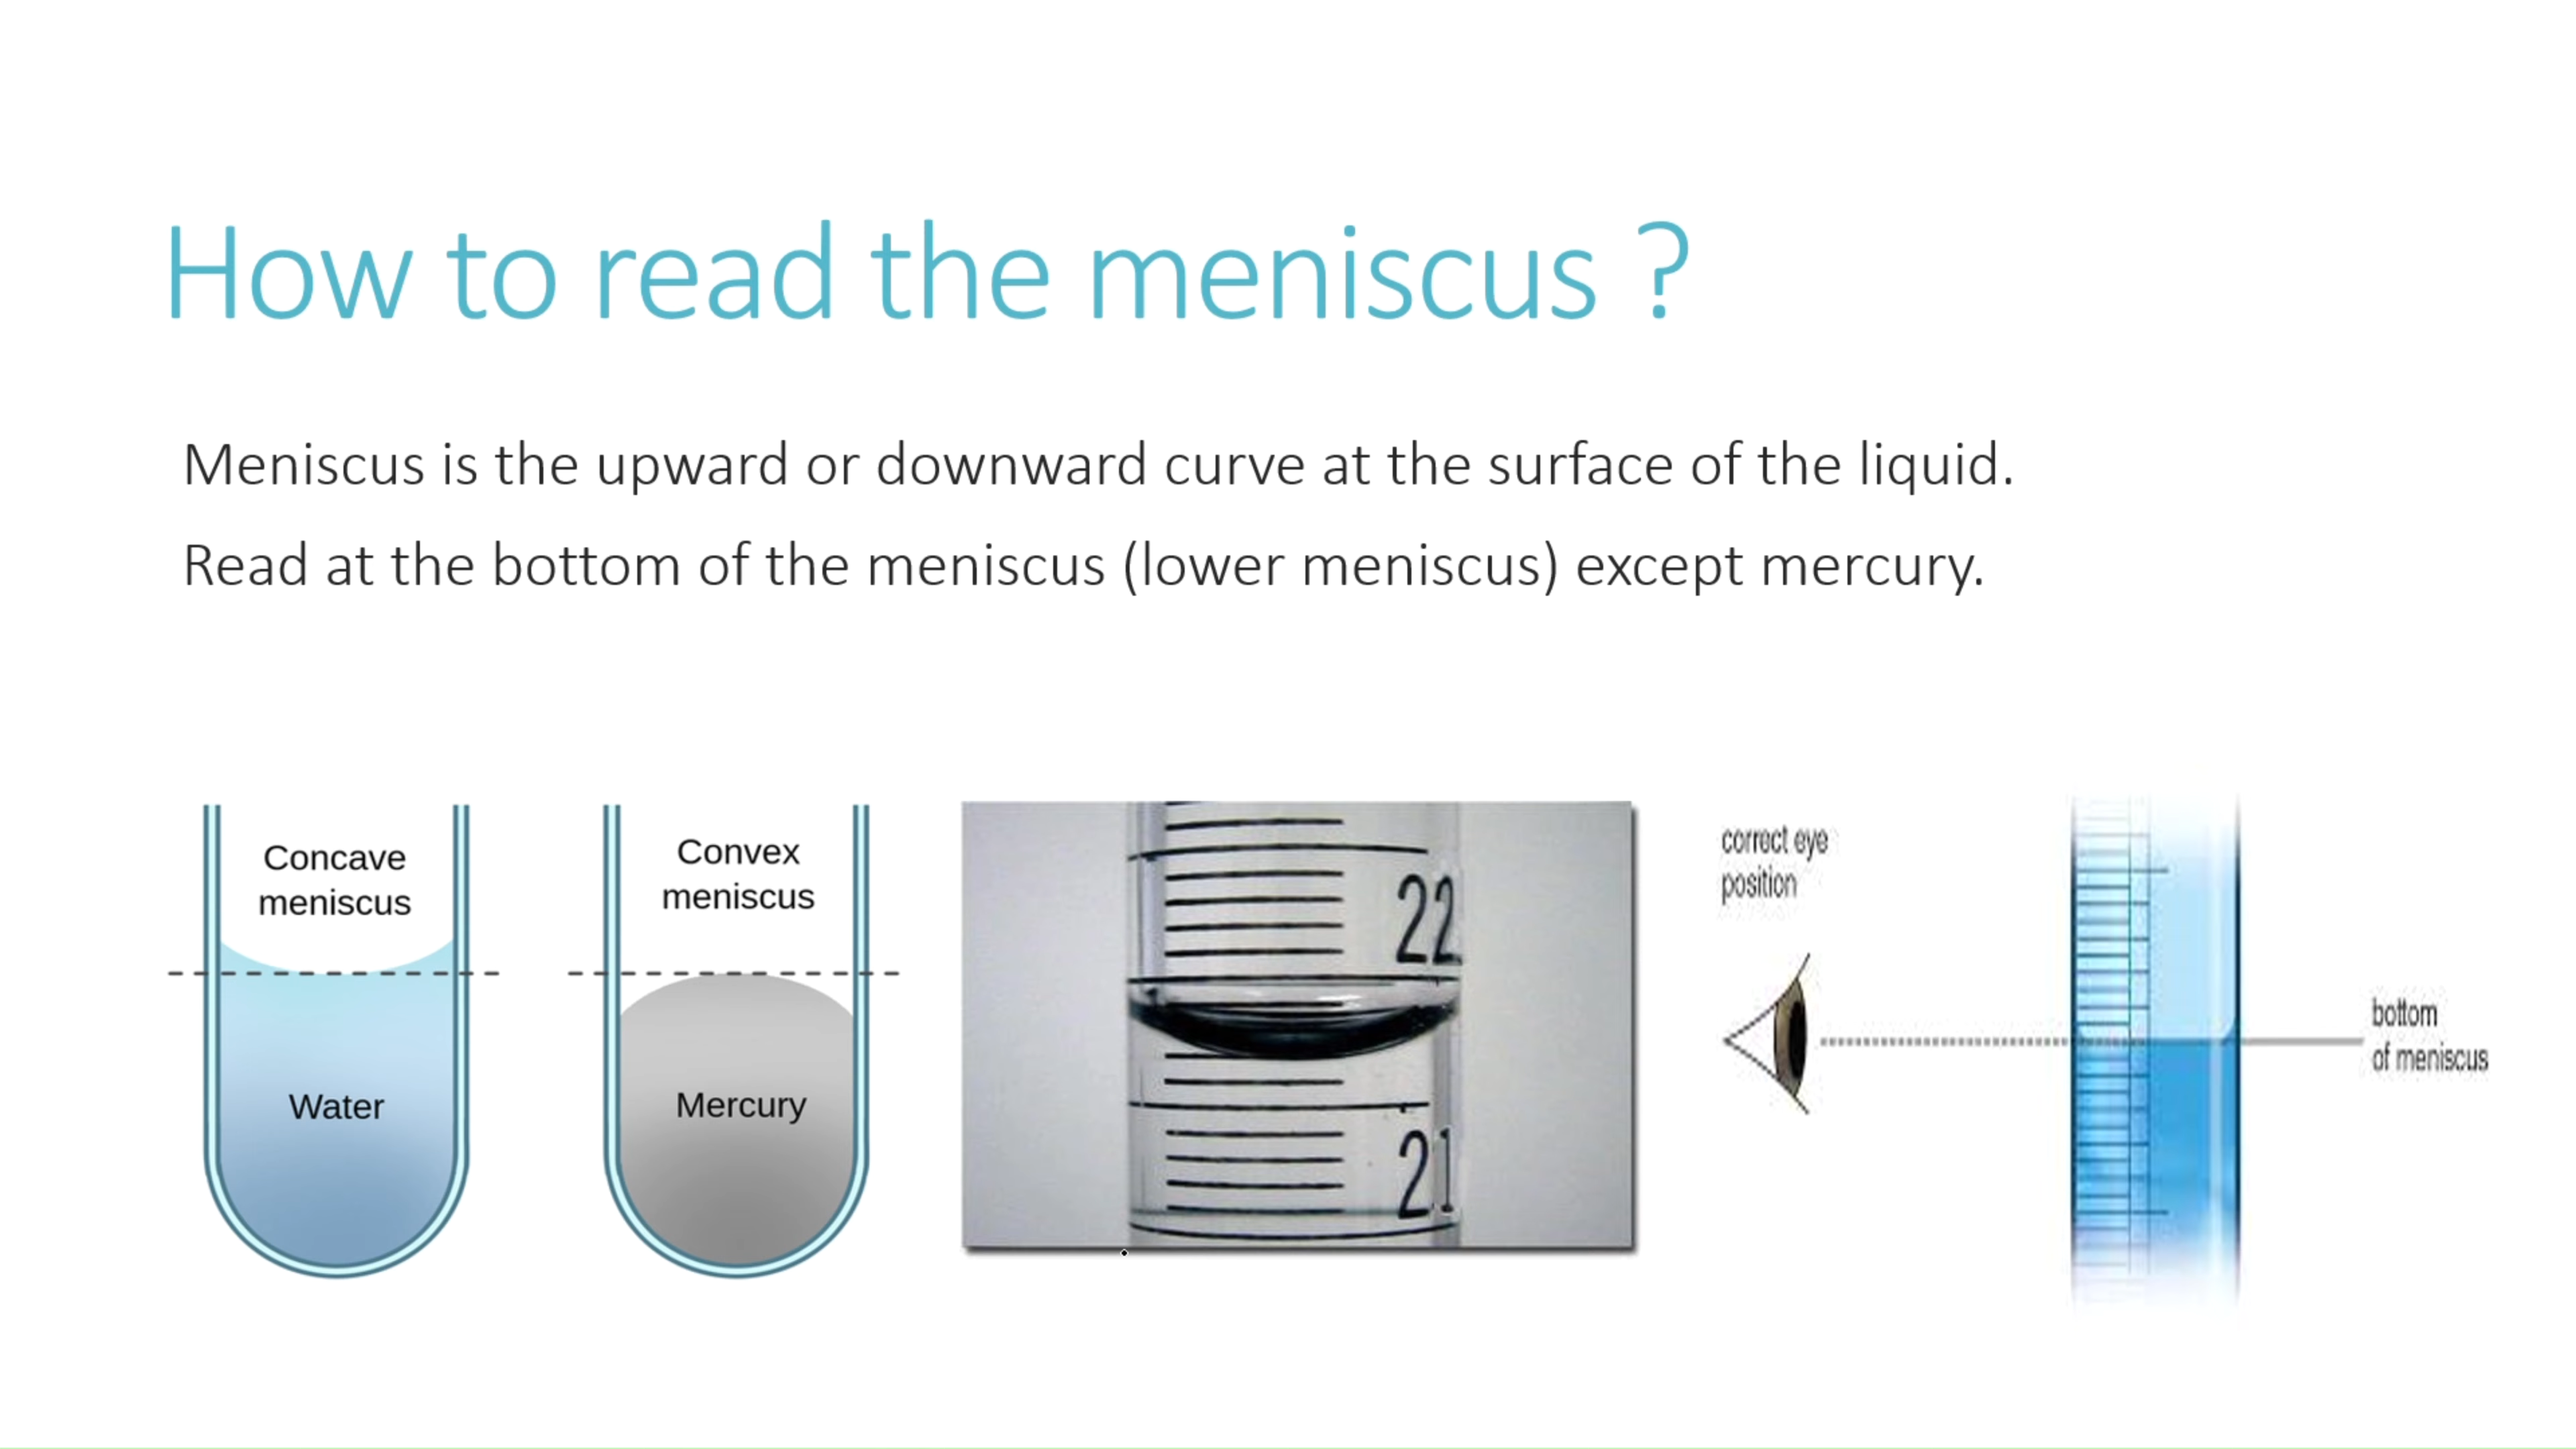 How to read the meniscus ?
Meniscus is the upward or downward curve at the surface of the liquid.
Read at the bottom of the meniscus (lower meniscus) except mercury.
Concave
meniscus
Water
Convex
meniscus
Mercury
22
21
correct eye
position
bottom
of meniscus